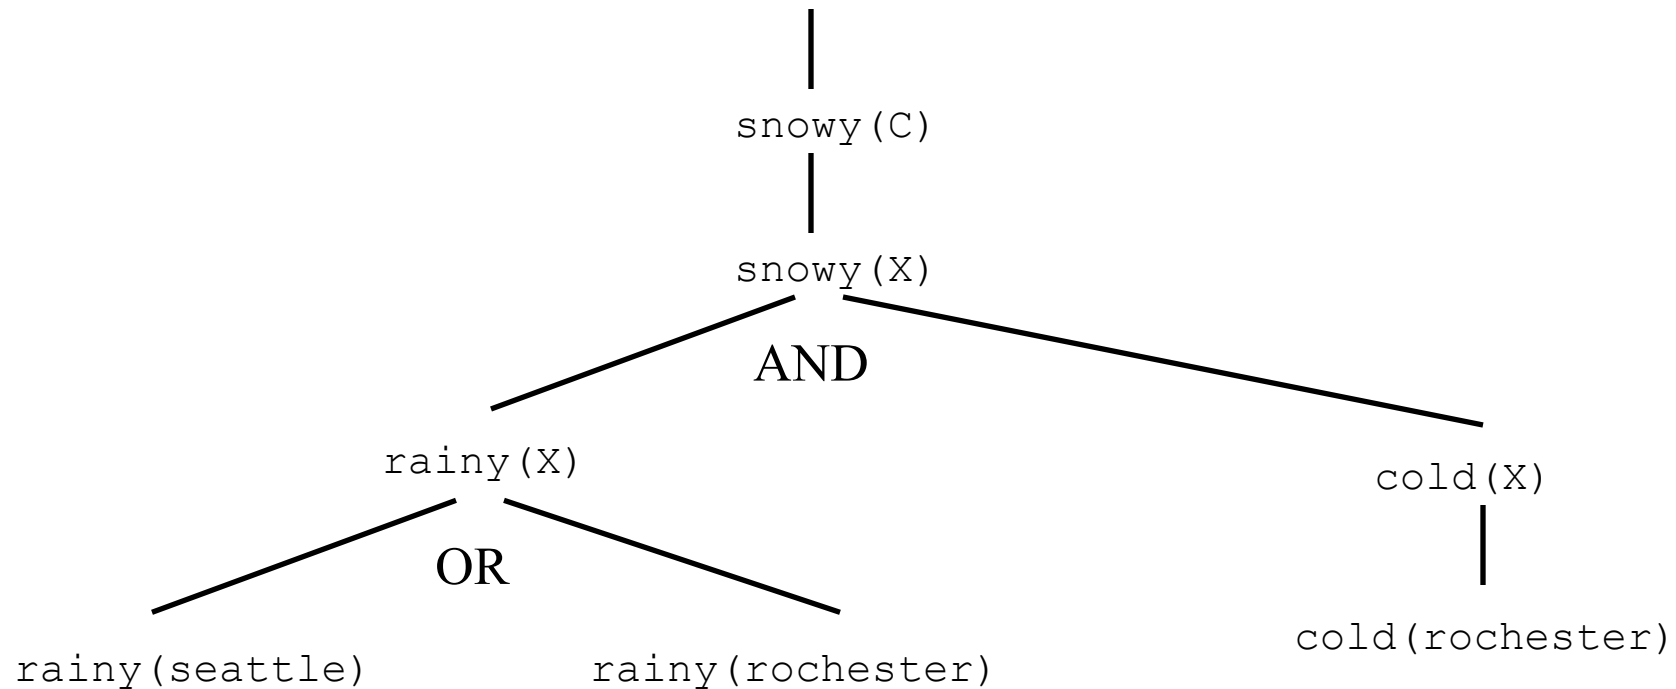 snowy(C)
snowy(X)
AND
rainy(X)
cold(X)
OR
rainy(seattle)
rainy(rochester)
cold(rochester)